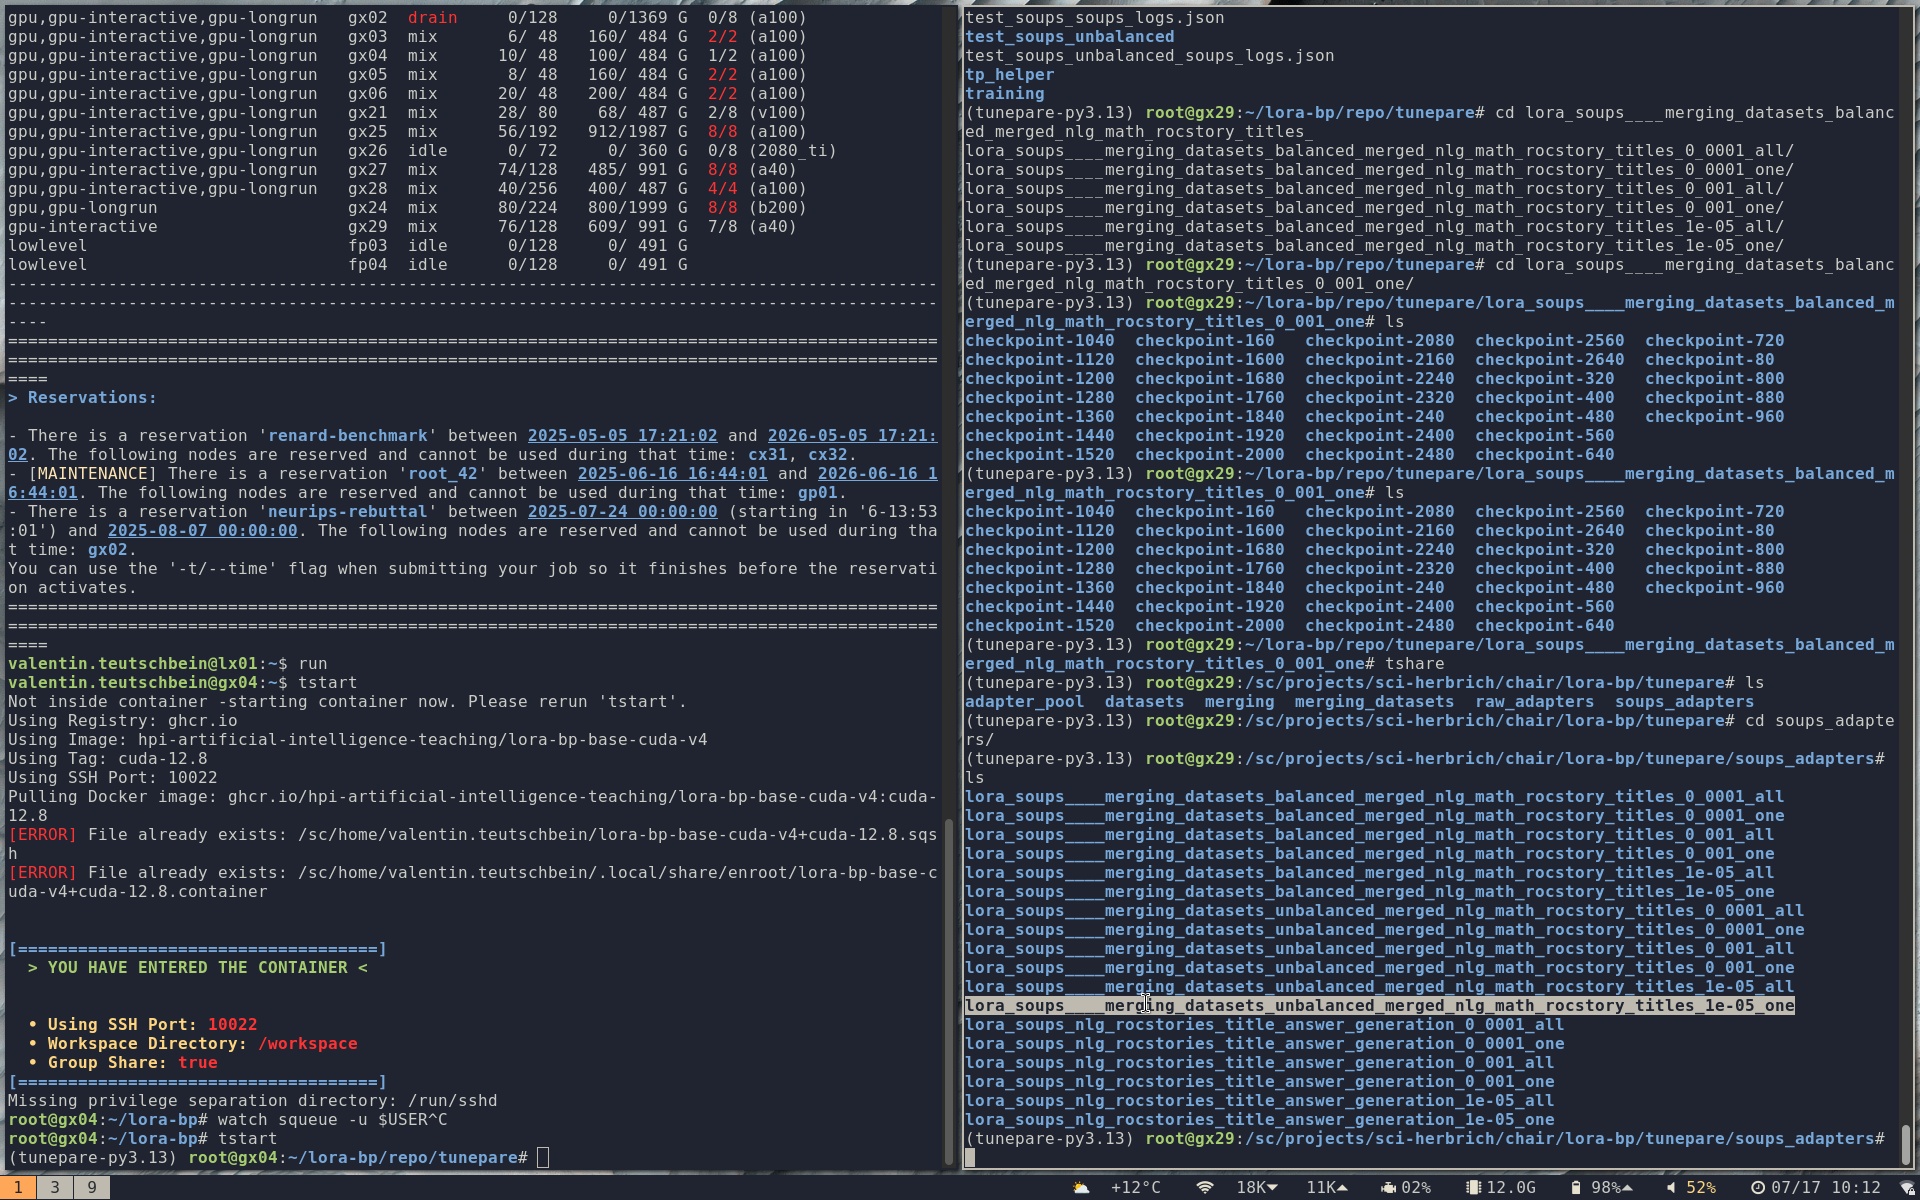 gpu,gpu-interactive,gpu-longrun   gx02  drain     0/128     0/1369 G  0/8 (a100)
gpu,gpu-interactive,gpu-longrun   gx03  mix       6/ 48   160/ 484 G  2/2 (a100)
gpu,gpu-interactive,gpu-longrun   gx04  mix      10/ 48   100/ 484 G  1/2 (a100)
gpu,gpu-interactive,gpu-longrun   gx05  mix       8/ 48   160/ 484 G  2/2 (a100)
gpu,gpu-interactive,gpu-longrun   gx06  mix      20/ 48   200/ 484 G  2/2 (a100)
gpu,gpu-interactive,gpu-longrun   gx21  mix      28/ 80    68/ 487 G  2/8 (v100)
gpu,gpu-interactive,gpu-longrun   gx25  mix      56/192   912/1987 G  8/8 (a100)
gpu,gpu-interactive,gpu-longrun   gx26  idle      0/ 72     0/ 360 G  0/8 (2080_ti)
gpu,gpu-interactive,gpu-longrun   gx27  mix      74/128   485/ 991 G  8/8 (a40)
gpu,gpu-interactive,gpu-longrun   gx28  mix      40/256   400/ 487 G  4/4 (a100)
gpu,gpu-longrun                   gx24  mix      80/224   800/1999 G  8/8 (b200)
gpu-interactive                   gx29  mix      76/128   609/ 991 G  7/8 (a40)
lowlevel                          fp03  idle      0/128     0/ 491 G
lowlevel                          fp04  idle      0/128     0/ 491 G
---------------------------------------------------------------------------------------------
---------------------------------------------------------------------------------------------
----
=============================================================================================
=============================================================================================
====
> Reservations:
- There is a reservation 'renard-benchmark' between 2025-05-05 17:21:02 and 2026-05-05 17:21:
02. The following nodes are reserved and cannot be used during that time: cx31, cx32.
- [MAINTENANCE] There is a reservation 'root_42' between 2025-06-16 16:44:01 and 2026-06-16 1
6:44:01. The following nodes are reserved and cannot be used during that time: gp01.
- There is a reservation 'neurips-rebuttal' between 2025-07-24 00:00:00 (starting in '6-13:53
:01') and 2025-08-07 00:00:00. The following nodes are reserved and cannot be used during tha
t time: gx02.
You can use the '-t/--time' flag when submitting your job so it finishes before the reservati
on activates.
=============================================================================================
=============================================================================================
====
valentin.teutschbein@lx01:~$ run
valentin.teutschbein@gx04:~$ tstart
Not inside container -starting container now. Please rerun 'tstart'.
Using Registry: ghcr.io
Using Image: hpi-artificial-intelligence-teaching/lora-bp-base-cuda-v4
Using Tag: cuda-12.8
Using SSH Port: 10022
Pulling Docker image: ghcr.io/hpi-artificial-intelligence-teaching/lora-bp-base-cuda-v4:cuda-
12.8
[ERROR] File already exists: /sc/home/valentin.teutschbein/lora-bp-base-cuda-v4+cuda-12.8.sqs
h
[ERROR] File already exists: /sc/home/valentin.teutschbein/.local/share/enroot/lora-bp-base-c
uda-v4+cuda-12.8.container
[====================================]
> YOU HAVE ENTERED THE CONTAINER <
• Using SSH Port: 10022
• Workspace Directory: /workspace
• Group Share: true
[====================================]
Missing privilege separation directory: /run/sshd
root@gx04:~/lora-bp# watch squeue -u $USER^C
root@gx04:~/lora-bp# tstart
(tunepare-py3.13) root@gx04:~/lora-bp/repo/tunepare#
test_soups_soups_logs.json
test_soups_unbalanced
test_soups_unbalanced_soups_logs.json
tp_helper
training
(tunepare-py3.13) root@gx29:~/lora-bp/repo/tunepare# cd lora_soups____merging_datasets_balanc
ed_merged_nlg_math_rocstory_titles_
lora_soups____merging_datasets_balanced_merged_nlg_math_rocstory_titles_0_0001_all/
lora_soups____merging_datasets_balanced_merged_nlg_math_rocstory_titles_0_0001_one/
lora_soups____merging_datasets_balanced_merged_nlg_math_rocstory_titles_0_001_all/
lora_soups____merging_datasets_balanced_merged_nlg_math_rocstory_titles_0_001_one/
lora_soups____merging_datasets_balanced_merged_nlg_math_rocstory_titles_1e-05_all/
lora_soups____merging_datasets_balanced_merged_nlg_math_rocstory_titles_1e-05_one/
(tunepare-py3.13) root@gx29:~/lora-bp/repo/tunepare# cd lora_soups____merging_datasets_balanc
ed_merged_nlg_math_rocstory_titles_0_001_one/
(tunepare-py3.13) root@gx29:~/lora-bp/repo/tunepare/lora_soups____merging_datasets_balanced_m
erged_nlg_math_rocstory_titles_0_001_one# ls
checkpoint-1040  checkpoint-160   checkpoint-2080  checkpoint-2560  checkpoint-720
checkpoint-1120  checkpoint-1600  checkpoint-2160  checkpoint-2640  checkpoint-80
checkpoint-1200  checkpoint-1680  checkpoint-2240  checkpoint-320   checkpoint-800
checkpoint-1280  checkpoint-1760  checkpoint-2320  checkpoint-400   checkpoint-880
checkpoint-1360  checkpoint-1840  checkpoint-240   checkpoint-480   checkpoint-960
checkpoint-1440  checkpoint-1920  checkpoint-2400  checkpoint-560
checkpoint-1520  checkpoint-2000  checkpoint-2480  checkpoint-640
(tunepare-py3.13) root@gx29:~/lora-bp/repo/tunepare/lora_soups____merging_datasets_balanced_m
erged_nlg_math_rocstory_titles_0_001_one# ls
checkpoint-1040  checkpoint-160   checkpoint-2080  checkpoint-2560  checkpoint-720
checkpoint-1120  checkpoint-1600  checkpoint-2160  checkpoint-2640  checkpoint-80
checkpoint-1200  checkpoint-1680  checkpoint-2240  checkpoint-320   checkpoint-800
checkpoint-1280  checkpoint-1760  checkpoint-2320  checkpoint-400   checkpoint-880
checkpoint-1360  checkpoint-1840  checkpoint-240   checkpoint-480   checkpoint-960
checkpoint-1440  checkpoint-1920  checkpoint-2400  checkpoint-560
checkpoint-1520  checkpoint-2000  checkpoint-2480  checkpoint-640
(tunepare-py3.13) root@gx29:~/lora-bp/repo/tunepare/lora_soups____merging_datasets_balanced_m
erged_nlg_math_rocstory_titles_0_001_one# tshare
(tunepare-py3.13) root@gx29:/sc/projects/sci-herbrich/chair/lora-bp/tunepare# ls
adapter_pool  datasets  merging  merging_datasets  raw_adapters  soups_adapters
(tunepare-py3.13) root@gx29:/sc/projects/sci-herbrich/chair/lora-bp/tunepare# cd soups_adapte
rs/
(tunepare-py3.13) root@gx29:/sc/projects/sci-herbrich/chair/lora-bp/tunepare/soups_adapters#
ls
lora_soups____merging_datasets_balanced_merged_nlg_math_rocstory_titles_0_0001_all
lora_soups____merging_datasets_balanced_merged_nlg_math_rocstory_titles_0_0001_one
lora_soups____merging_datasets_balanced_merged_nlg_math_rocstory_titles_0_001_all
lora_soups____merging_datasets_balanced_merged_nlg_math_rocstory_titles_0_001_one
lora_soups____merging_datasets_balanced_merged_nlg_math_rocstory_titles_1e-05_all
lora_soups____merging_datasets_balanced_merged_nlg_math_rocstory_titles_1e-05_one
lora_soups____merging_datasets_unbalanced_merged_nlg_math_rocstory_titles_0_0001_all
lora_soups____merging_datasets_unbalanced_merged_nlg_math_rocstory_titles_0_0001_one
lora_soups____merging_datasets_unbalanced_merged_nlg_math_rocstory_titles_0_001_all
lora_soups____merging_datasets_unbalanced_merged_nlg_math_rocstory_titles_0_001_one
lora_soups____merging_datasets_unbalanced_merged_nlg_math_rocstory_titles_1e-05_all
lora_soups____merging_datasets_unbalanced_merged_nlg_math_rocstory_titles_1e-05_one
lora_soups_nlg_rocstories_title_answer_generation_0_0001_all
lora_soups_nlg_rocstories_title_answer_generation_0_0001_one
lora_soups_nlg_rocstories_title_answer_generation_0_001_all
lora_soups_nlg_rocstories_title_answer_generation_0_001_one
lora_soups_nlg_rocstories_title_answer_generation_1e-05_all
lora_soups_nlg_rocstories_title_answer_generation_1e-05_one
(tunepare-py3.13) root@gx29:/sc/projects/sci-herbrich/chair/lora-bp/tunepare/soups_adapters#
1 3 9 +12°C 18K 11K 02% 12.0G 98% 52% 07/17 10:12